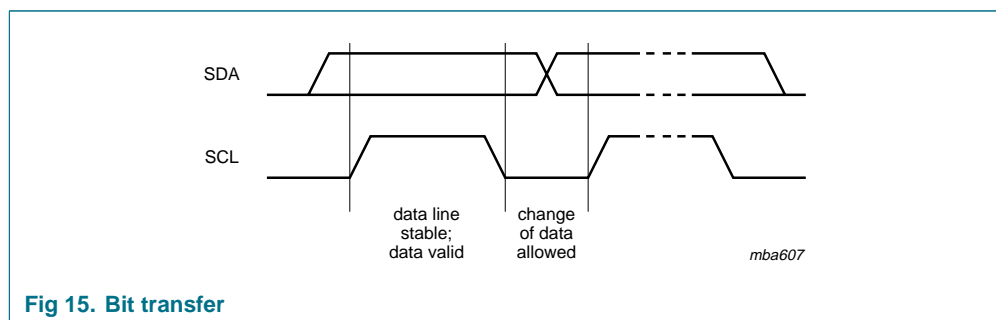 SDA
SCL
data line
stable;
data valid
change
of data
allowed
mba607
Fig 15. Bit transfer